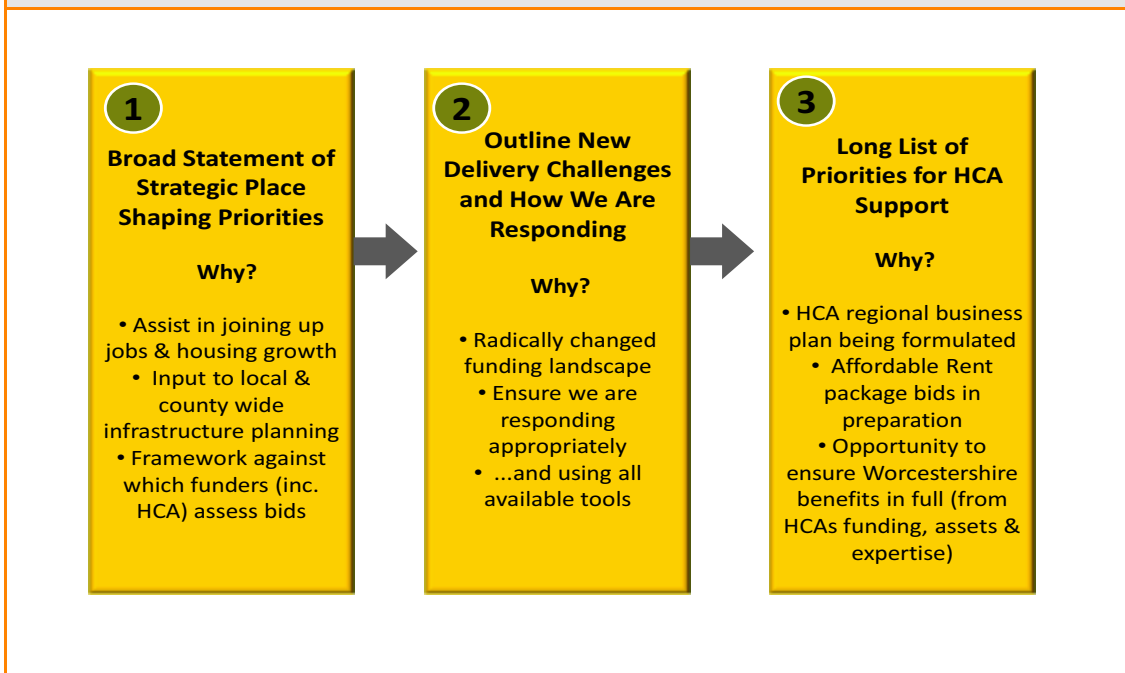 1
Broad Statement of
Strategic Place
Shaping Priorities
Why?
• Assist in joining up
jobs & housing growth
• Input to local &
county wide
infrastructure planning
• Framework against
which funders (inc.
HCA) assess bids
2
Outline New
Delivery Challenges
and How We Are
Responding
Why?
• Radically changed
funding landscape
• Ensure we are
responding
appropriately
• ...and using all
available tools
3
Long List of
Priorities for HCA
Support
Why?
• HCA regional business
plan being formulated
• Affordable Rent
package bids in
preparation
• Opportunity to
ensure Worcestershire
benefits in full (from
HCAs funding, assets &
expertise)